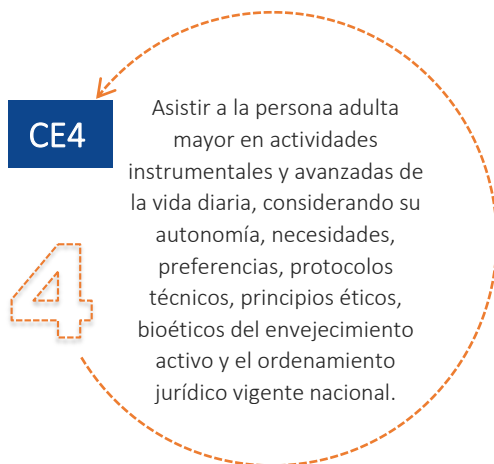 CE4
4
Asistir a la persona adulta
mayor en actividades
instrumentales y avanzadas de
la vida diaria, considerando su
autonomía, necesidades,
preferencias, protocolos
técnicos, principios éticos,
bioéticos del envejecimiento
activo y el ordenamiento
jurídico vigente nacional.